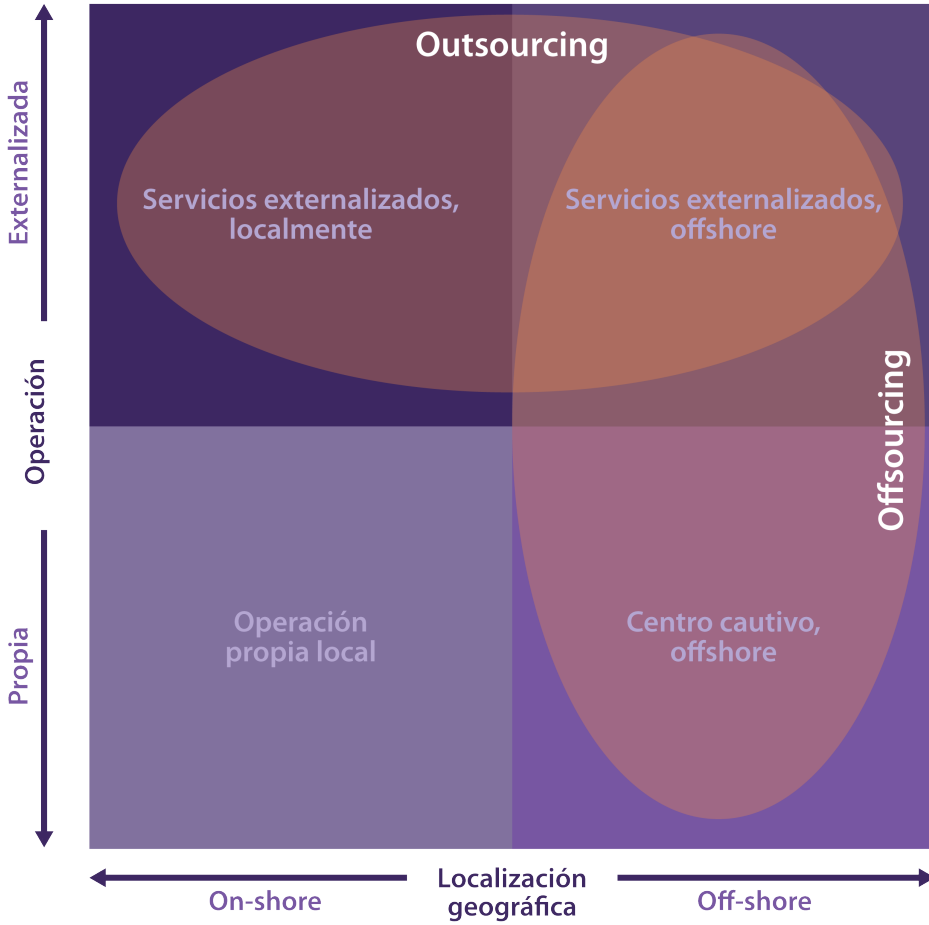 Outsourcing
Externalizada
Servicios externalizados,
localmente
Servicios externalizados,
offshore
Operación
Offsourcing
Propia
Operación
propia local
Centro cautivo,
offshore
On-shore
Localización
geográfica
Off-shore